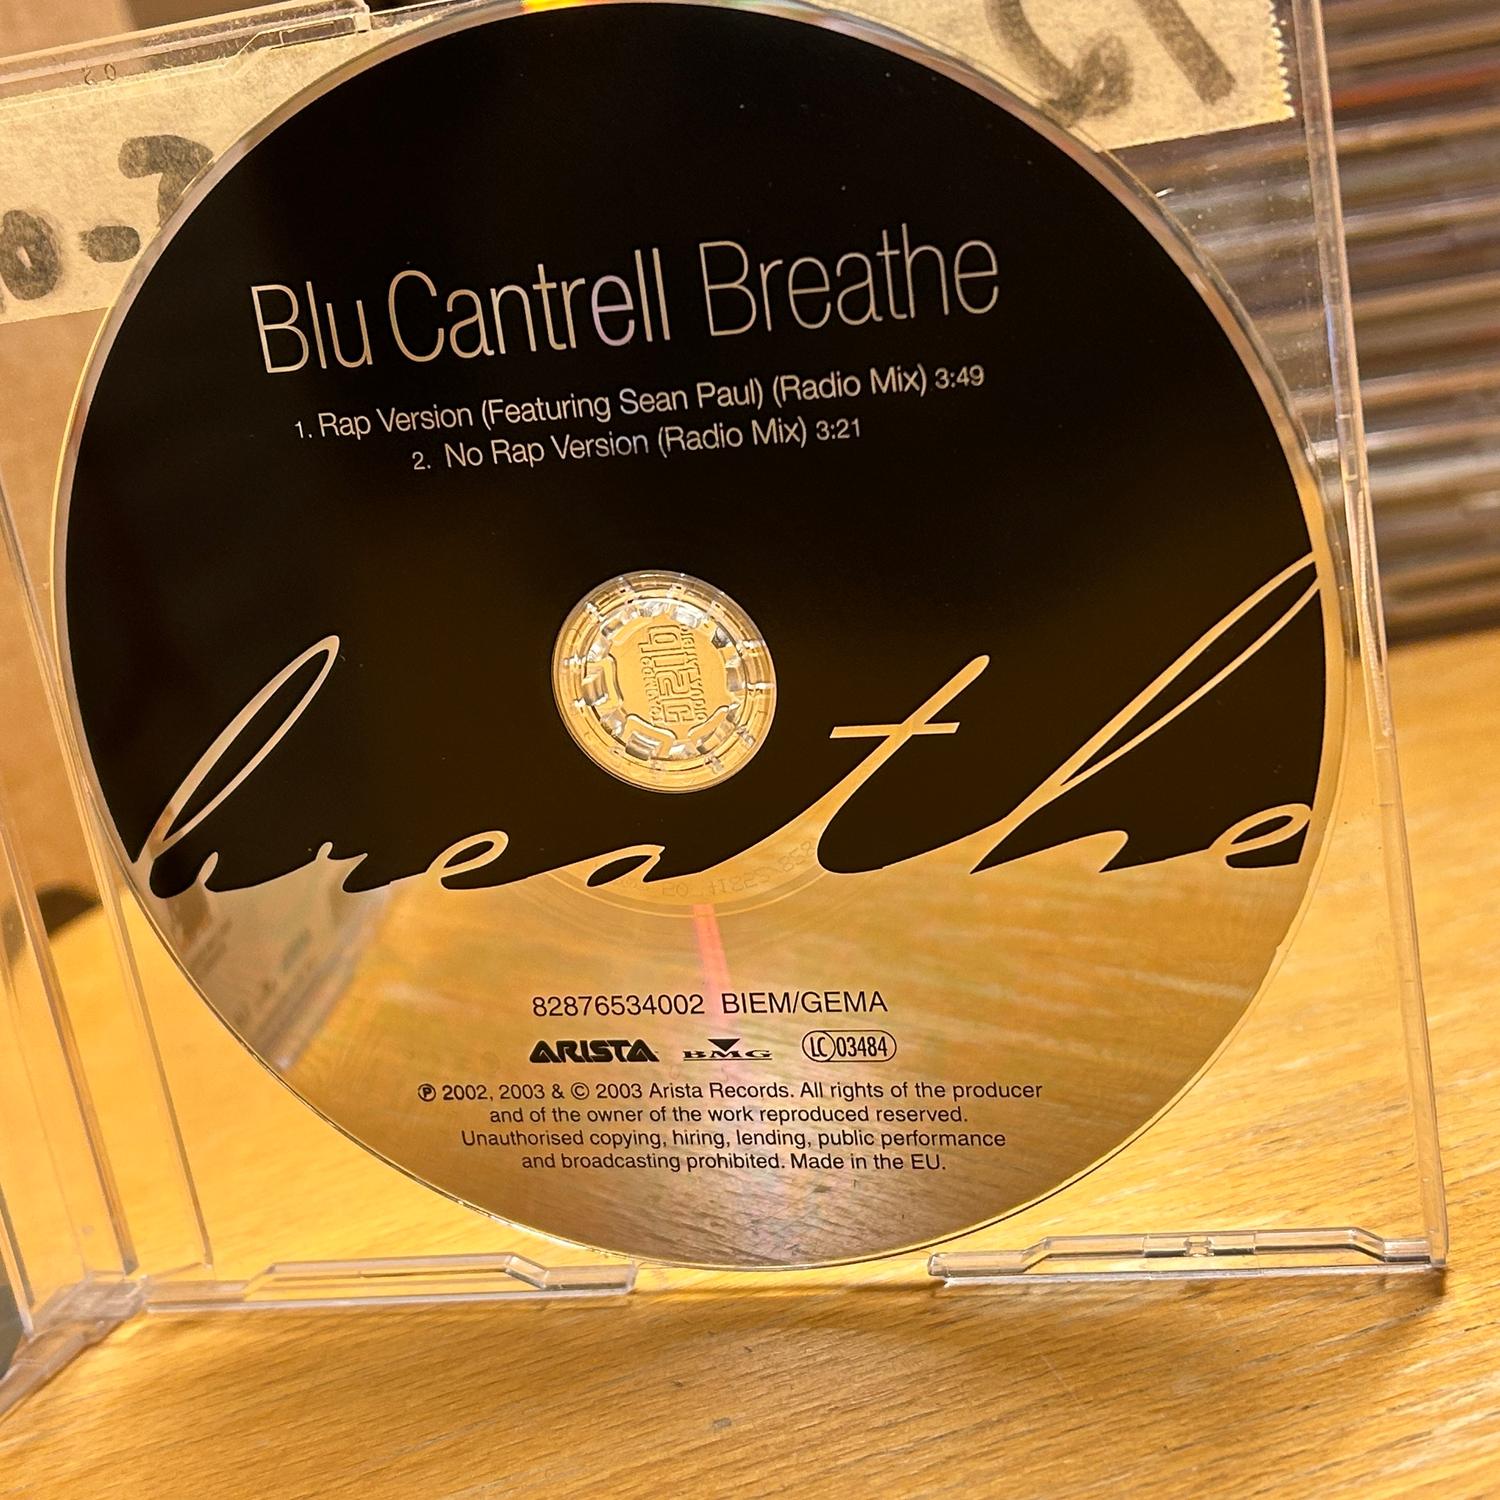 Blu Cantrell Breathe
1. Rap Version (Featuring Sean Paul) (Radio Mix) 3:49
2. No Rap Version (Radio Mix) 3:21
breathe
82876534002 BIEM/GEMA
ARISTA BMG LC 03484
℗ 2002, 2003 & © 2003 Arista Records. All rights of the producer
and of the owner of the work reproduced reserved.
Unauthorised copying, hiring, lending, public performance
and broadcasting prohibited. Made in the EU.